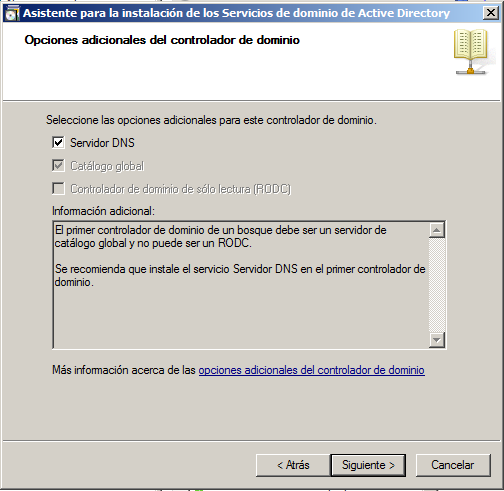 Asistente para la instalación de los Servicios de dominio de Active Directory
Opciones adicionales del controlador de dominio
Seleccione las opciones adicionales para este controlador de dominio.
Servidor DNS
Catálogo global
Controlador de dominio de sólo lectura (RODC)
Información adicional:
El primer controlador de dominio de un bosque debe ser un servidor de
catálogo global y no puede ser un RODC.
Se recomienda que instale el servicio Servidor DNS en el primer controlador de
dominio.
Más información acerca de las opciones adicionales del controlador de dominio
< Atrás
Siguiente >
Cancelar